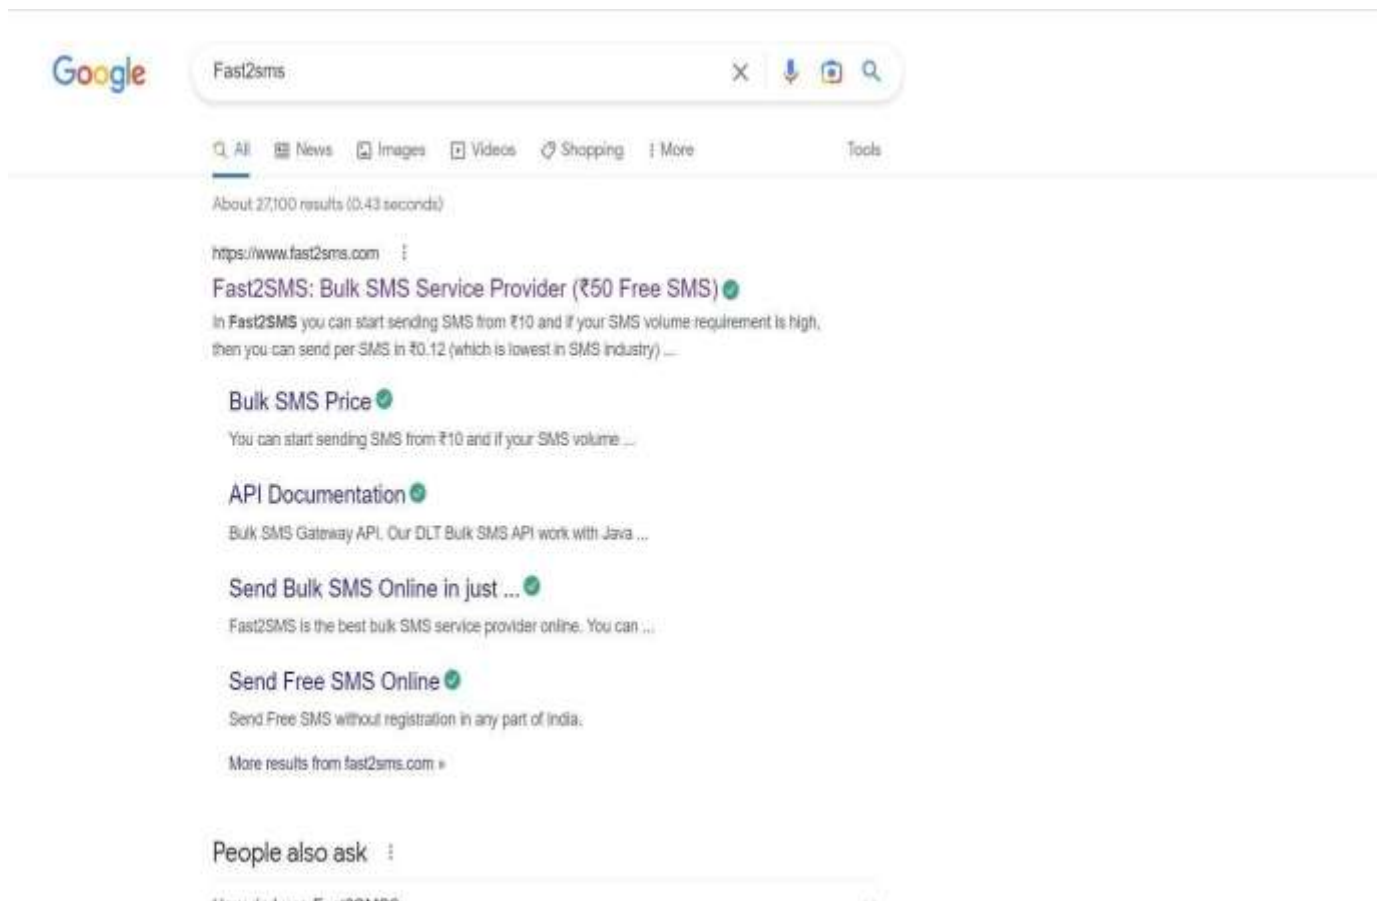 Google
Fast2sms
All News Images Videos Shopping More Tools
About 27,100 results (0.43 seconds)
https://www.fast2sms.com
Fast2SMS: Bulk SMS Service Provider (₹50 Free SMS)
In Fast2SMS you can start sending SMS from ₹10 and if your SMS volume requirement is high,
then you can send per SMS in ₹0.12 (which is lowest in SMS industry) ...
Bulk SMS Price
You can start sending SMS from ₹10 and if your SMS volume ...
API Documentation
Bulk SMS Gateway API. Our DLT Bulk SMS API work with Java ...
Send Bulk SMS Online in just ...
Fast2SMS is the best bulk SMS service provider online. You can ...
Send Free SMS Online
Send Free SMS without registration in any part of India.
More results from fast2sms.com »
People also ask